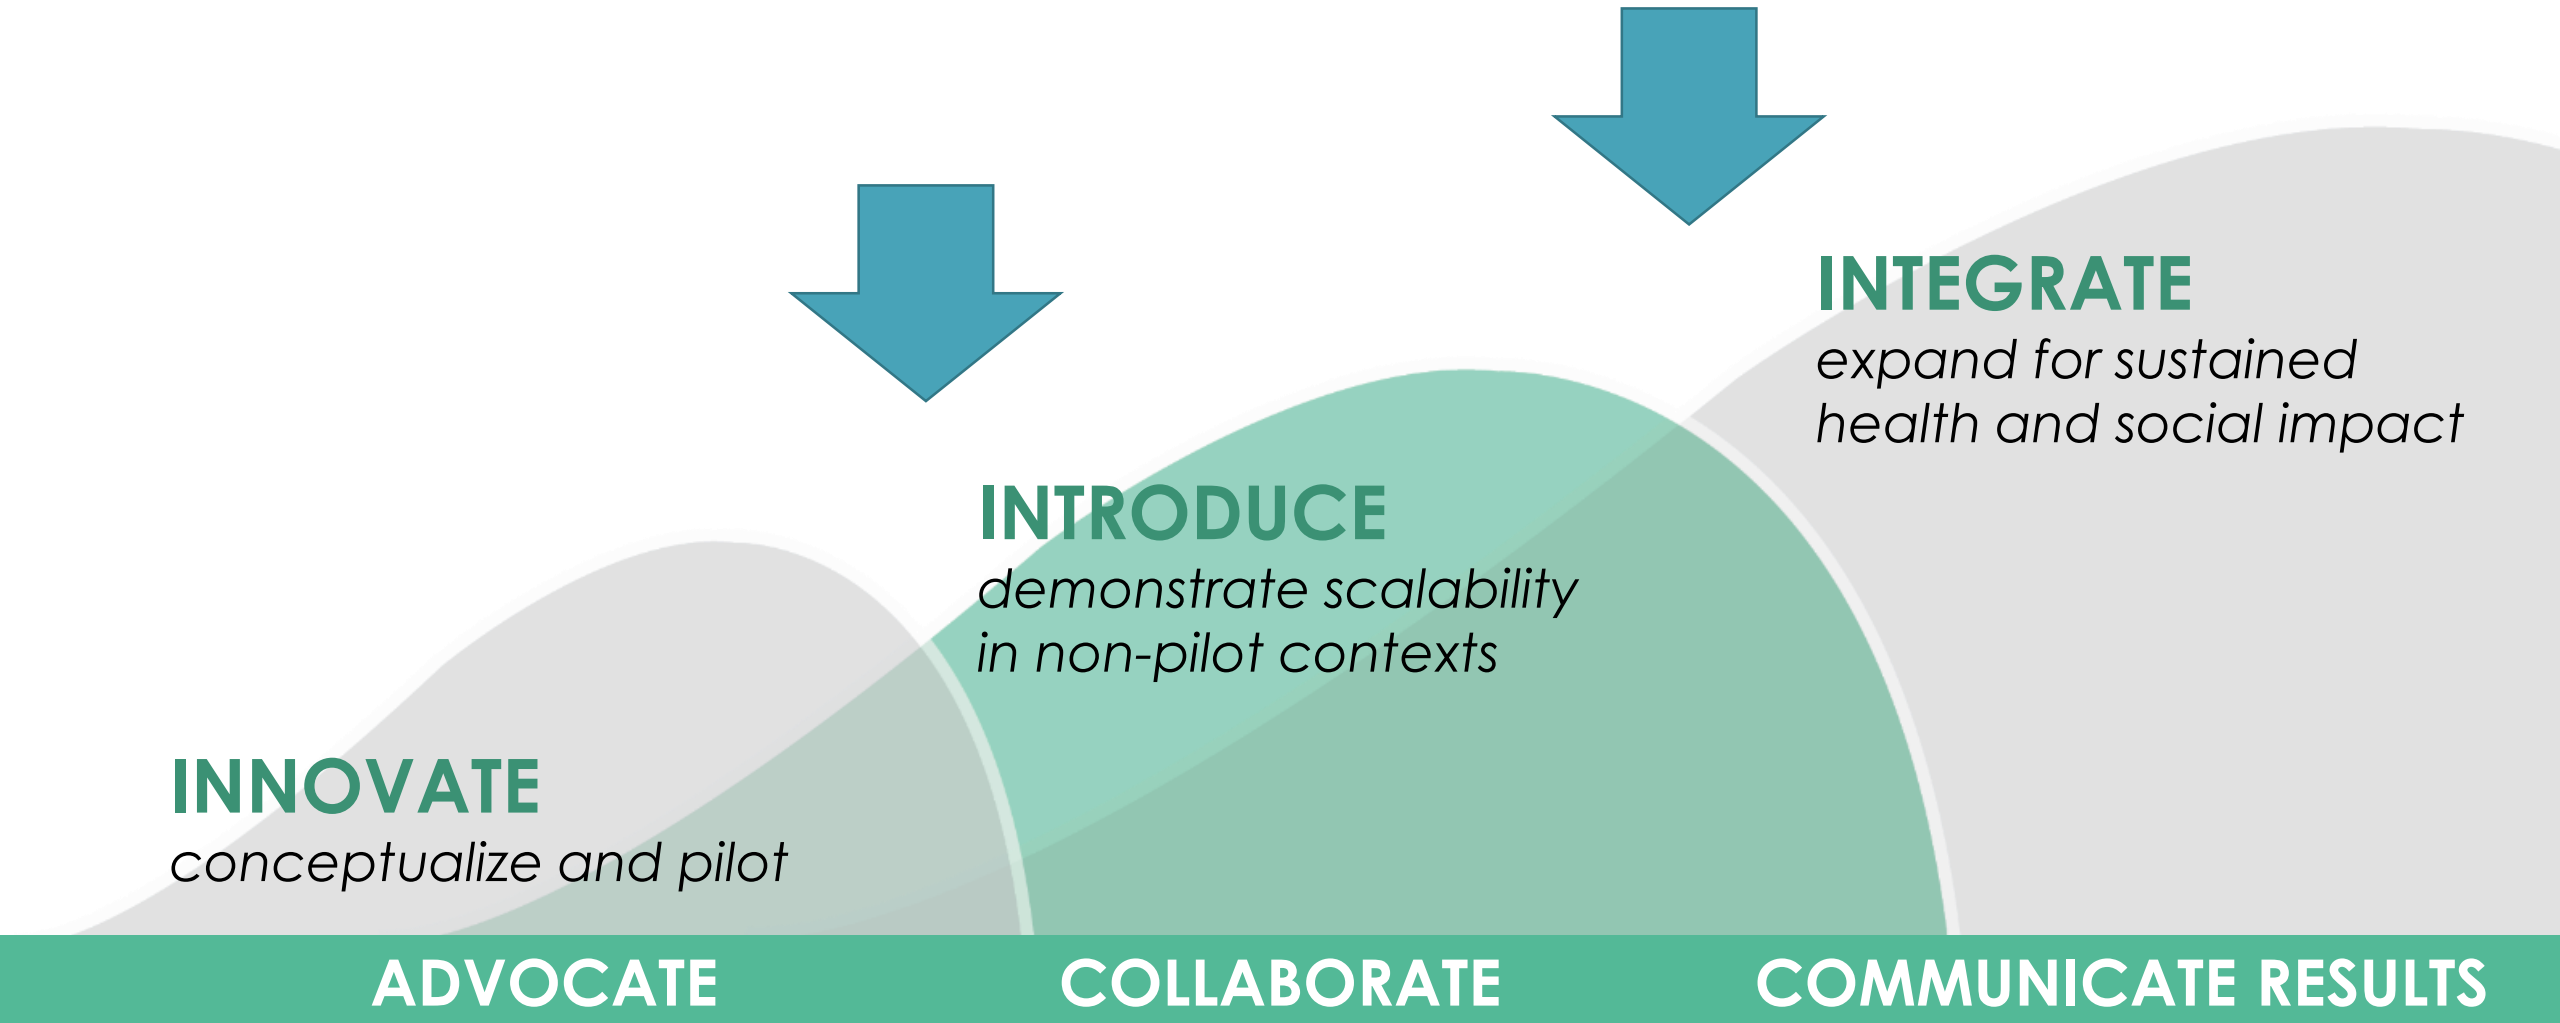 INTEGRATE
expand for sustained
health and social impact
INTRODUCE
demonstrate scalability
in non-pilot contexts
INNOVATE
conceptualize and pilot
ADVOCATE
COLLABORATE
COMMUNICATE RESULTS